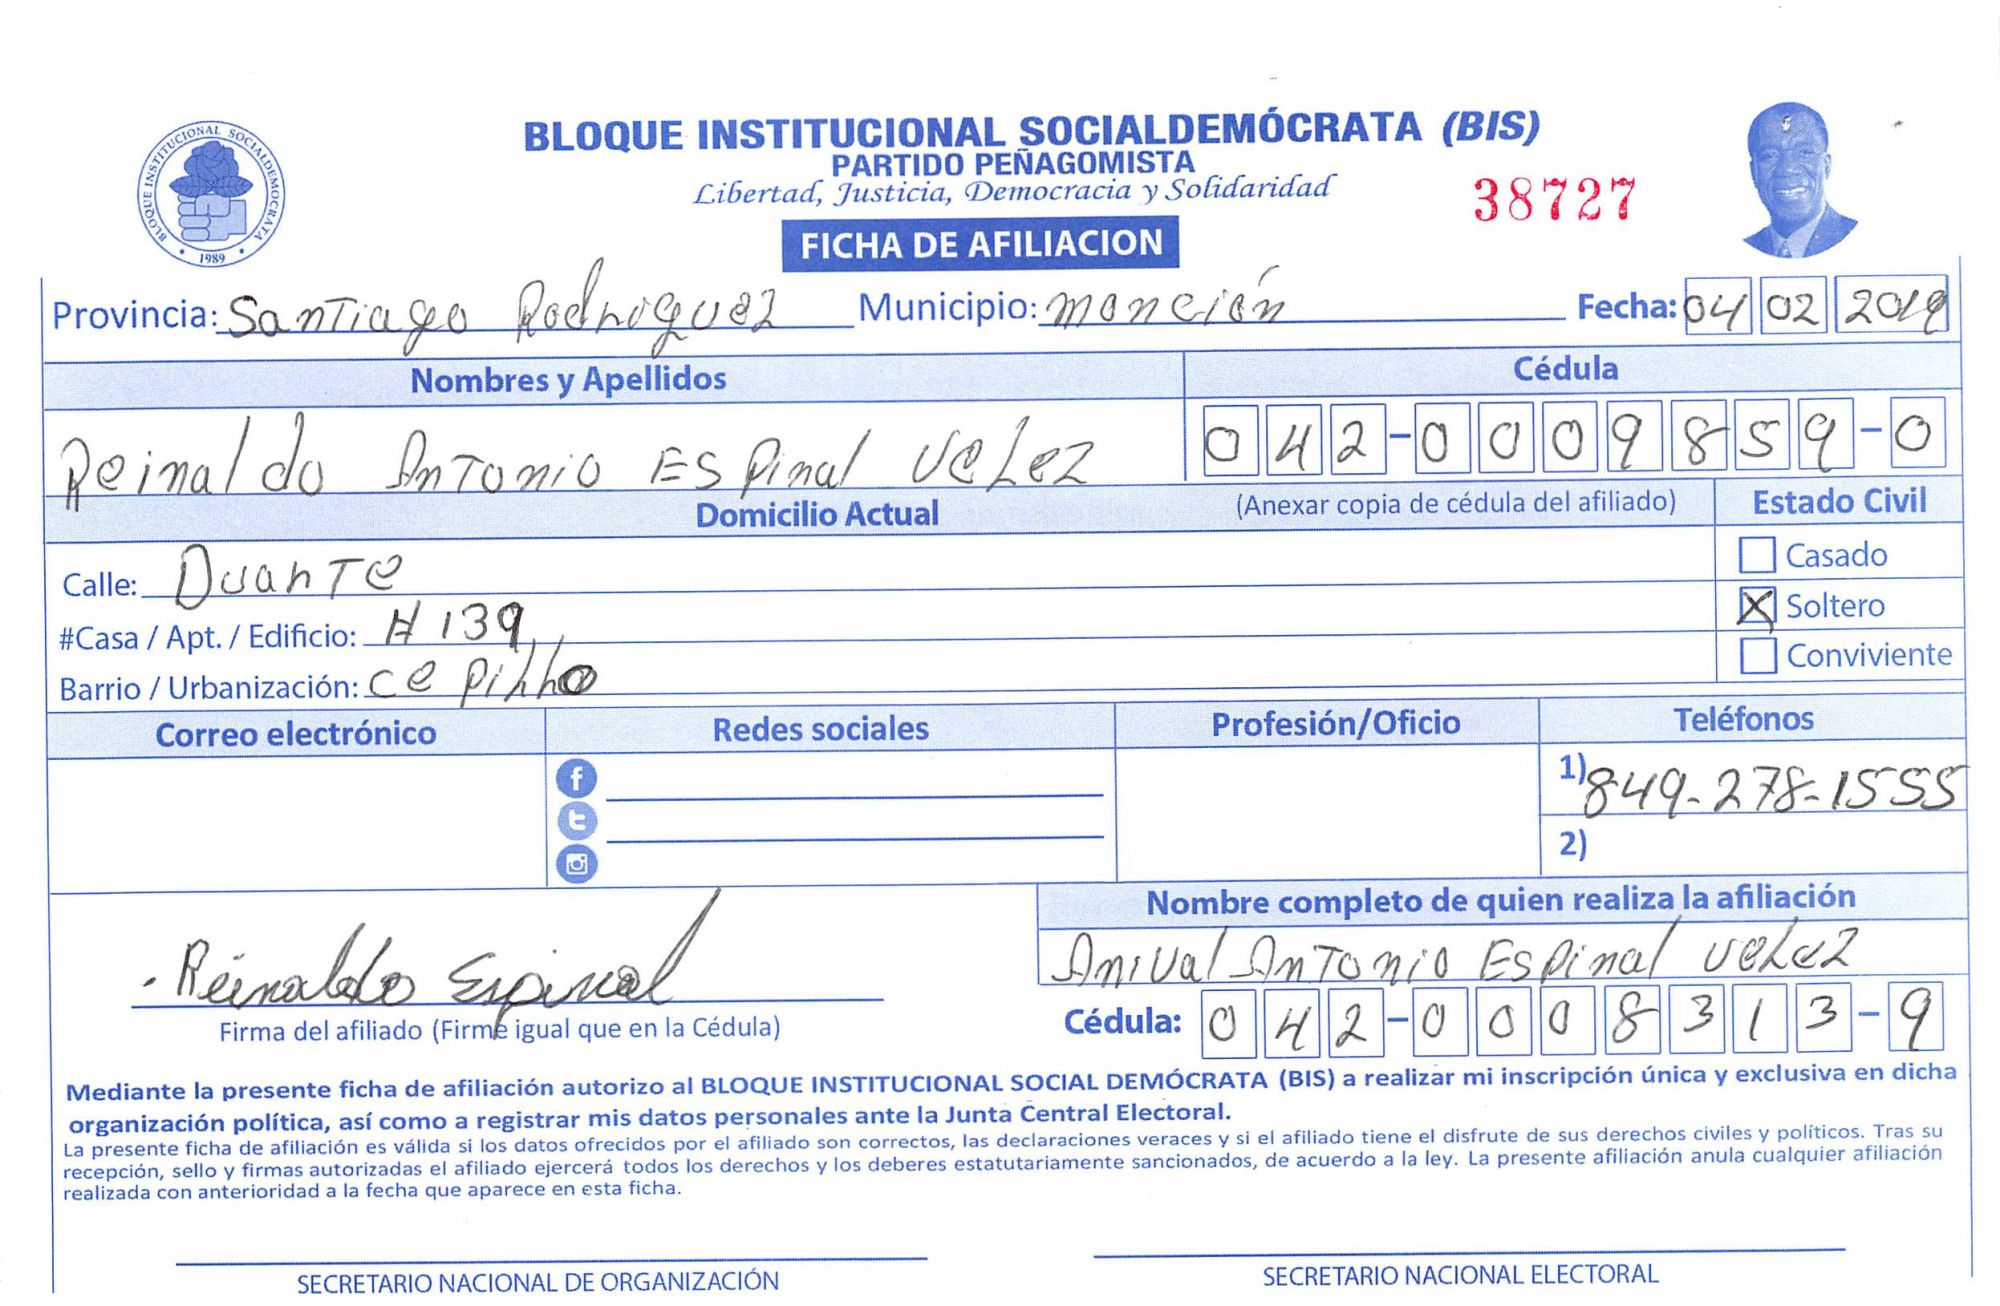 BLOQUE INSTITUCIONAL SOCIALDEMOCRATA
1989
BLOQUE INSTITUCIONAL SOCIALDEMÓCRATA (BIS)
PARTIDO PEÑAGOMISTA
Libertad, Justicia, Democracia y Solidaridad
38727
FICHA DE AFILIACION
Provincia: Santiago Rodriguez Municipio: monción Fecha: 04 02 2019
Nombres y Apellidos Cédula
Reinaldo Antonio Espinal Velez 042-0009859-0
Domicilio Actual (Anexar copia de cédula del afiliado) Estado Civil
Calle: Duante Casado
#Casa / Apt. / Edificio: # 139 X Soltero
Barrio / Urbanización: ce pillo Conviviente
Correo electrónico Redes sociales Profesión/Oficio Teléfonos
1) 849-278-1555
2)
Nombre completo de quien realiza la afiliación
Anival Antonio Espinal Velez
Reinaldo Espinal
Firma del afiliado (Firme igual que en la Cédula) Cédula: 042-0008313-9
Mediante la presente ficha de afiliación autorizo al BLOQUE INSTITUCIONAL SOCIAL DEMÓCRATA (BIS) a realizar mi inscripción única y exclusiva en dicha
organización política, así como a registrar mis datos personales ante la Junta Central Electoral.
La presente ficha de afiliación es válida si los datos ofrecidos por el afiliado son correctos, las declaraciones veraces y si el afiliado tiene el disfrute de sus derechos civiles y políticos. Tras su
recepción, sello y firmas autorizadas el afiliado ejercerá todos los derechos y los deberes estatutariamente sancionados, de acuerdo a la ley. La presente afiliación anula cualquier afiliación
realizada con anterioridad a la fecha que aparece en esta ficha.
SECRETARIO NACIONAL DE ORGANIZACIÓN SECRETARIO NACIONAL ELECTORAL